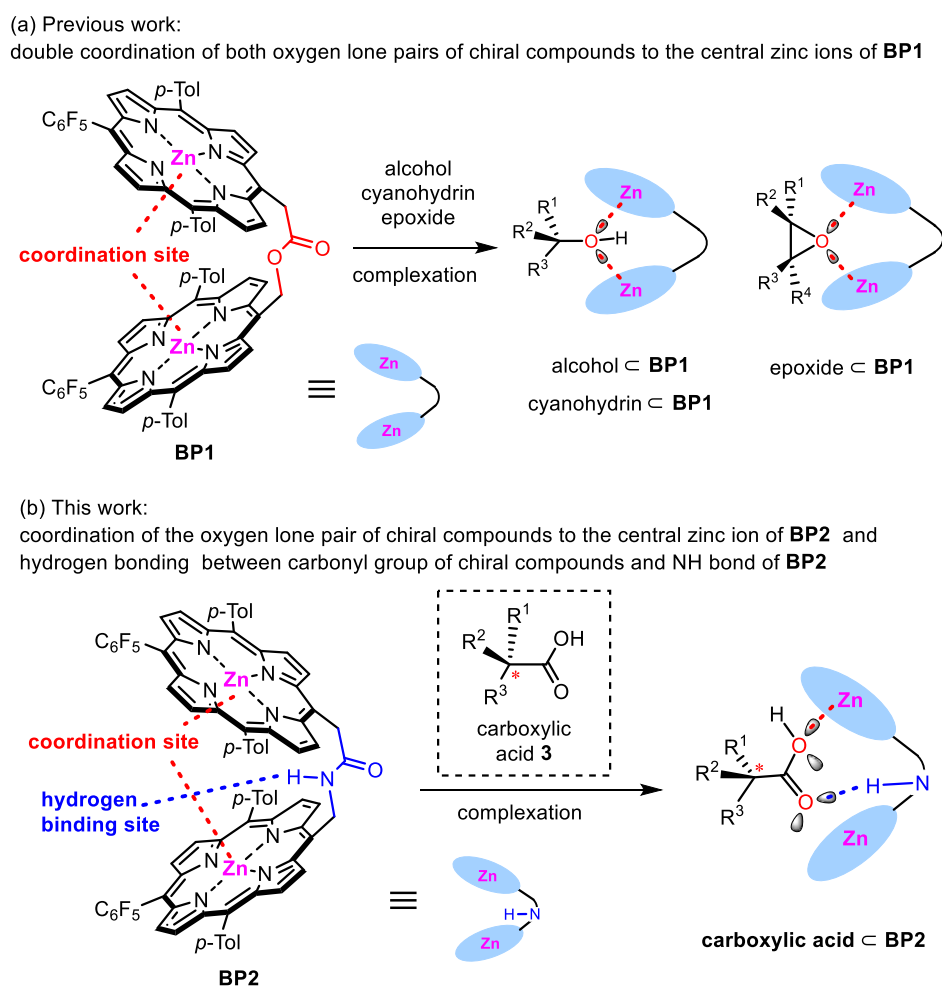 (a) Previous work:
double coordination of both oxygen lone pairs of chiral compounds to the central zinc ions of BP1
p-Tol
C6F5
N
N
Zn
N
N
p-Tol
coordination site
O
O
p-Tol
N
N
Zn
N
N
C6F5
p-Tol
BP1
≡
Zn
Zn
alcohol
cyanohydrin
epoxide
complexation
R1
R2
R3
O
H
Zn
Zn
alcohol ⊂ BP1
cyanohydrin ⊂ BP1
R1
R2
R3
R4
O
Zn
Zn
epoxide ⊂ BP1
(b) This work:
coordination of the oxygen lone pair of chiral compounds to the central zinc ion of BP2 and
hydrogen bonding between carbonyl group of chiral compounds and NH bond of BP2
p-Tol
C6F5
N
N
Zn
N
N
p-Tol
coordination site
H
N
O
hydrogen
binding site
p-Tol
N
N
Zn
N
N
C6F5
p-Tol
BP2
≡
Zn
H
N
Zn
R1
R2
R3
*
OH
O
carboxylic
acid 3
complexation
R1
R2
R3
*
H
O
O
Zn
H
N
Zn
carboxylic acid ⊂ BP2